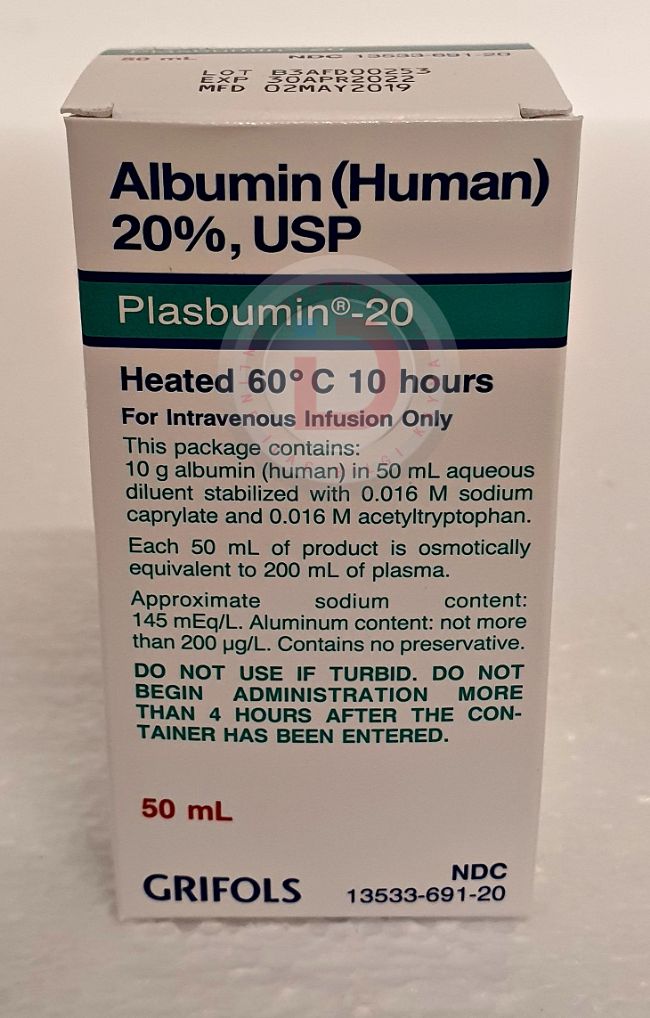 50 mL NDC 13533-691-20
LOT B3AFD00253
EXP 30APR2022
MFD 02MAY2019
Albumin (Human)
20%, USP
Plasbumin®-20
Heated 60° C 10 hours
For Intravenous Infusion Only
This package contains:
10 g albumin (human) in 50 mL aqueous
diluent stabilized with 0.016 M sodium
caprylate and 0.016 M acetyltryptophan.
Each 50 mL of product is osmotically
equivalent to 200 mL of plasma.
Approximate sodium content:
145 mEq/L. Aluminum content: not more
than 200 µg/L. Contains no preservative.
DO NOT USE IF TURBID. DO NOT
BEGIN ADMINISTRATION MORE
THAN 4 HOURS AFTER THE CON-
TAINER HAS BEEN ENTERED.
50 mL
GRIFOLS
NDC
13533-691-20